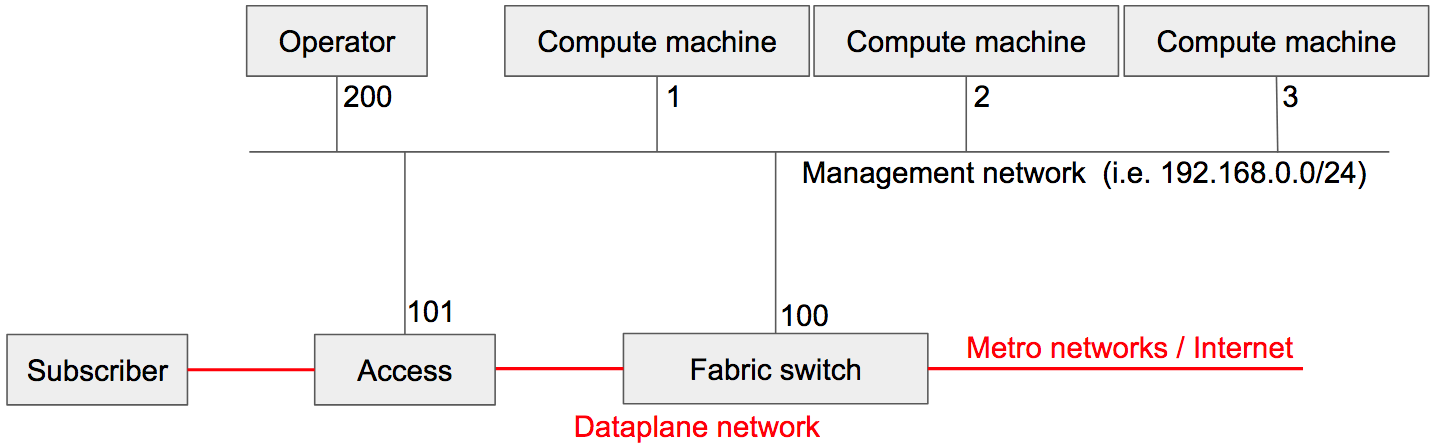 Operator
Compute machine
Compute machine
Compute machine
200
1
2
3
Management network  (i.e. 192.168.0.0/24)
101
100
Subscriber
Access
Fabric switch
Metro networks / Internet
Dataplane network